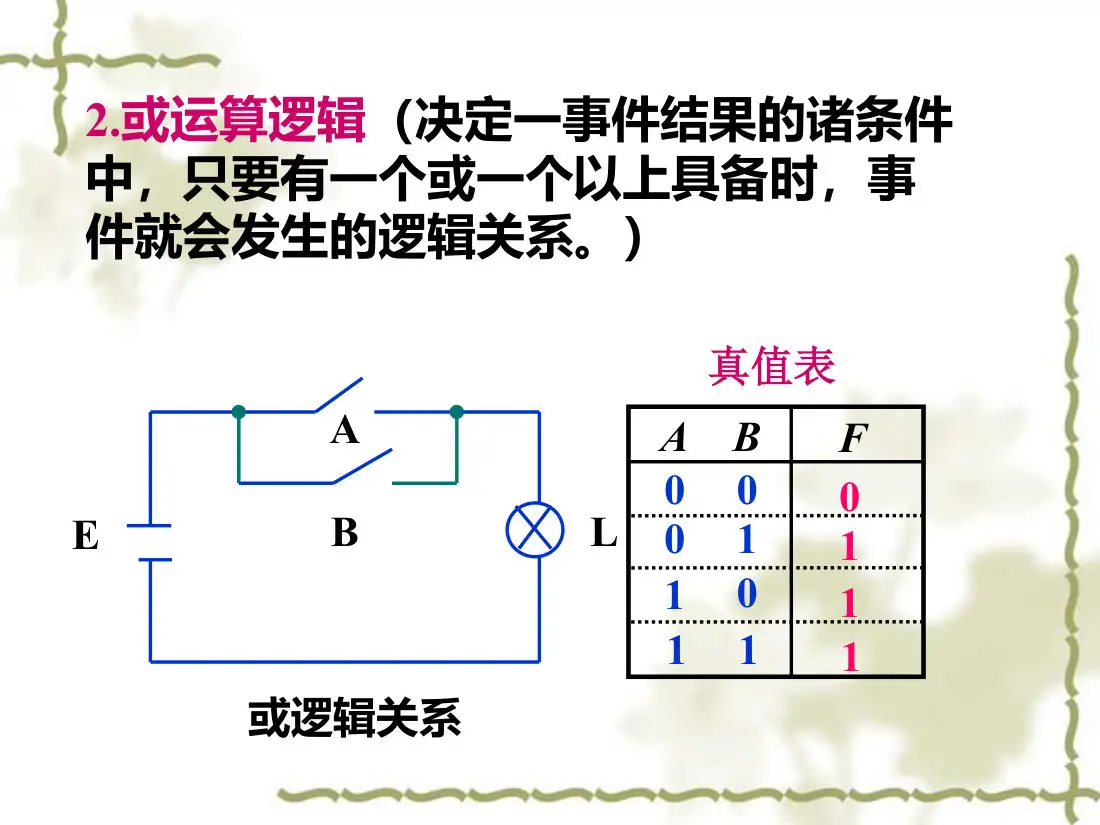 2.或运算逻辑（决定一事件结果的诸条件
中，只要有一个或一个以上具备时，事
件就会发生的逻辑关系。）
真值表
A
B
E
L
或逻辑关系
A B F
0 0 0
0 1 1
1 0 1
1 1 1